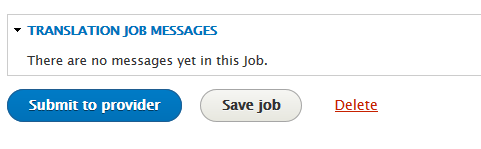 TRANSLATION JOB MESSAGES
There are no messages yet in this Job.
Submit to provider Save job Delete